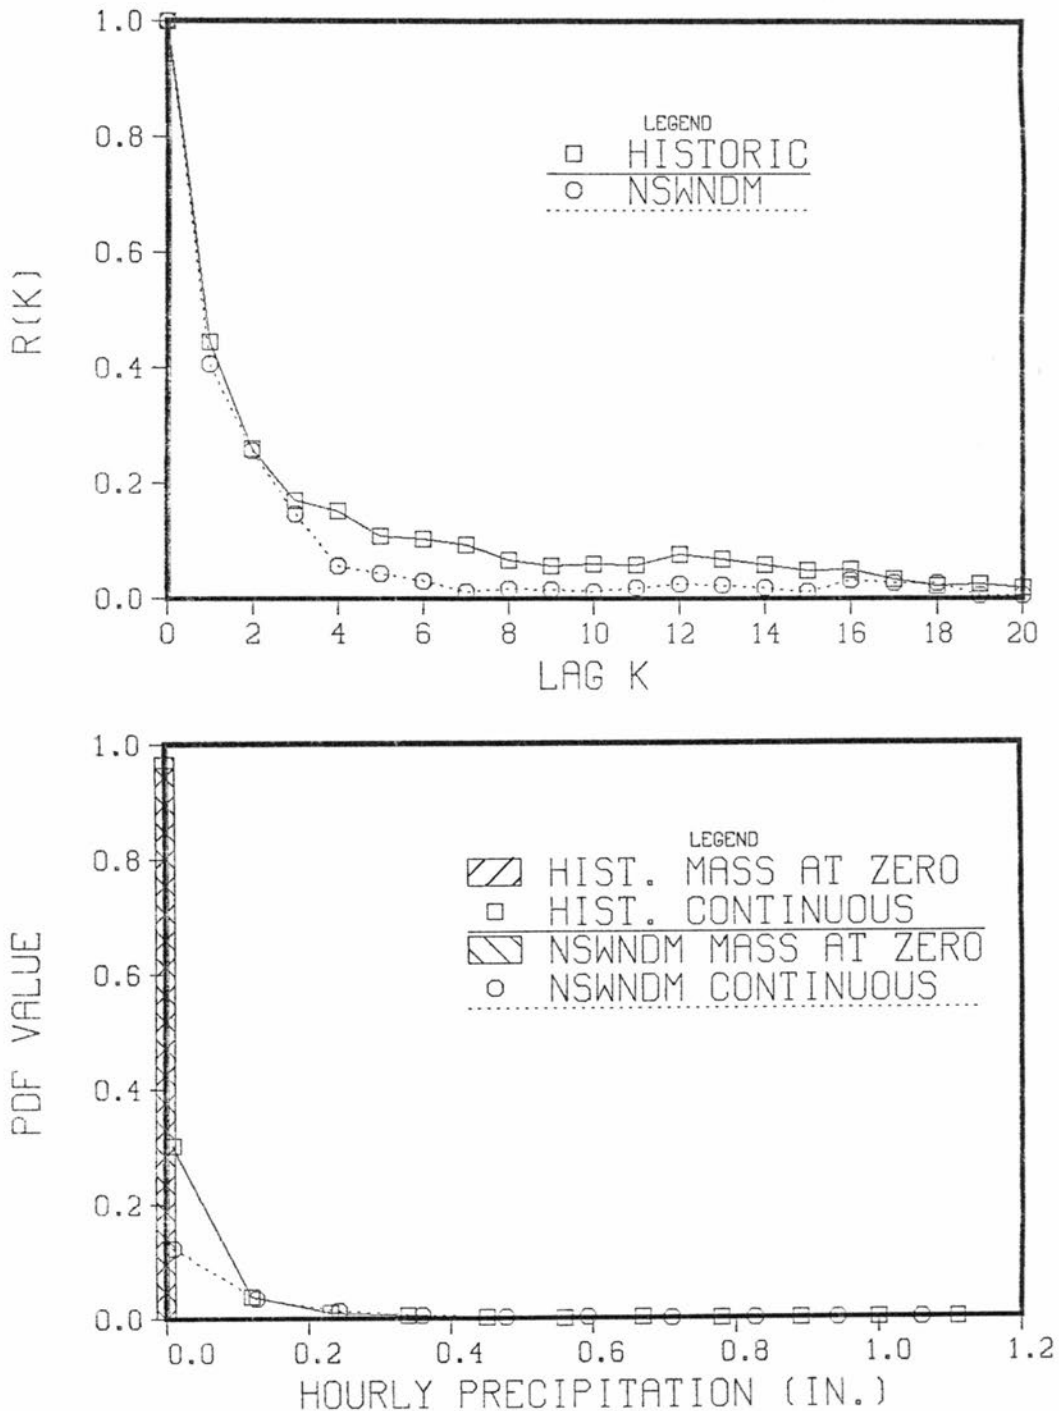 1.0
0.8
0.6
0.4
0.2
0.0
R(K)
LEGEND
HISTORIC
NSWNDM
0 2 4 6 8 10 12 14 16 18 20
LAG K
1.0
0.8
0.6
0.4
0.2
0.0
PDF VALUE
LEGEND
HIST. MASS AT ZERO
HIST. CONTINUOUS
NSWNDM MASS AT ZERO
NSWNDM CONTINUOUS
0.0 0.2 0.4 0.6 0.8 1.0 1.2
HOURLY PRECIPITATION (IN.)